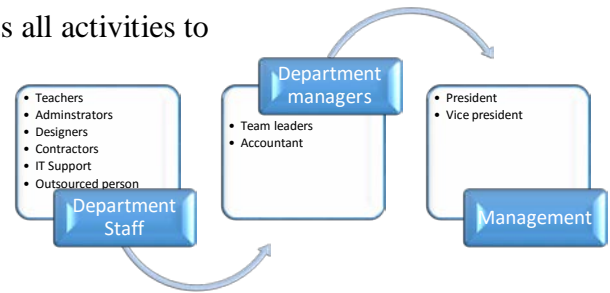 s all activities to
• Teachers
• Adminstrators
• Designers
• Contractors
• IT Support
• Outsourced person
Department
Staff
Department
managers
• Team leaders
• Accountant
• President
• Vice president
Management